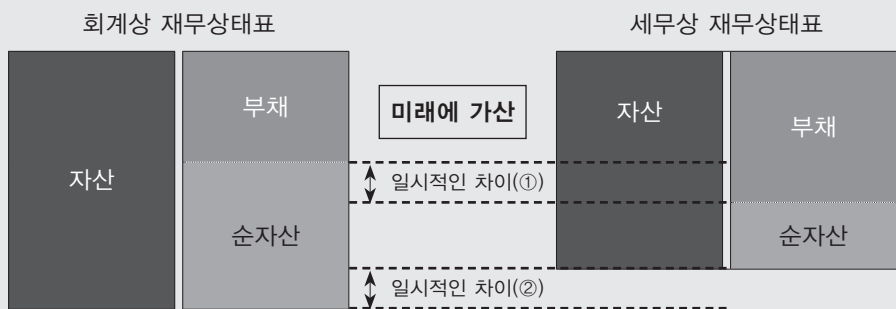 회계상 재무상태표
세무상 재무상태표
자산
부채
순자산
미래에 가산
일시적인 차이(①)
일시적인 차이(②)
자산
부채
순자산